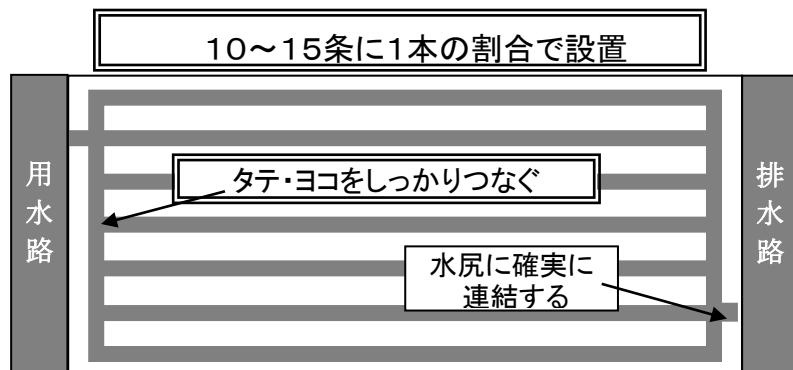 10～15条に1本の割合で設置
用水路
タテ・ヨコをしっかりつなぐ
水尻に確実に
連結する
排水路